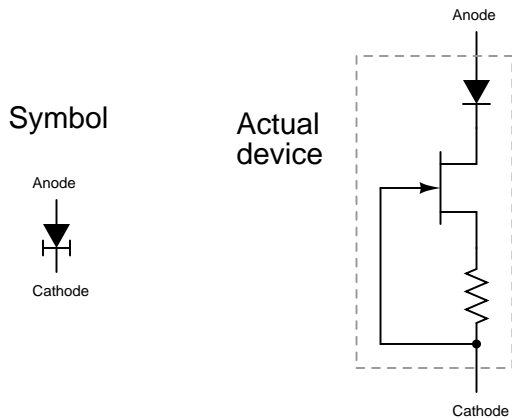 Symbol
Anode
Cathode
Actual
device
Anode
Cathode